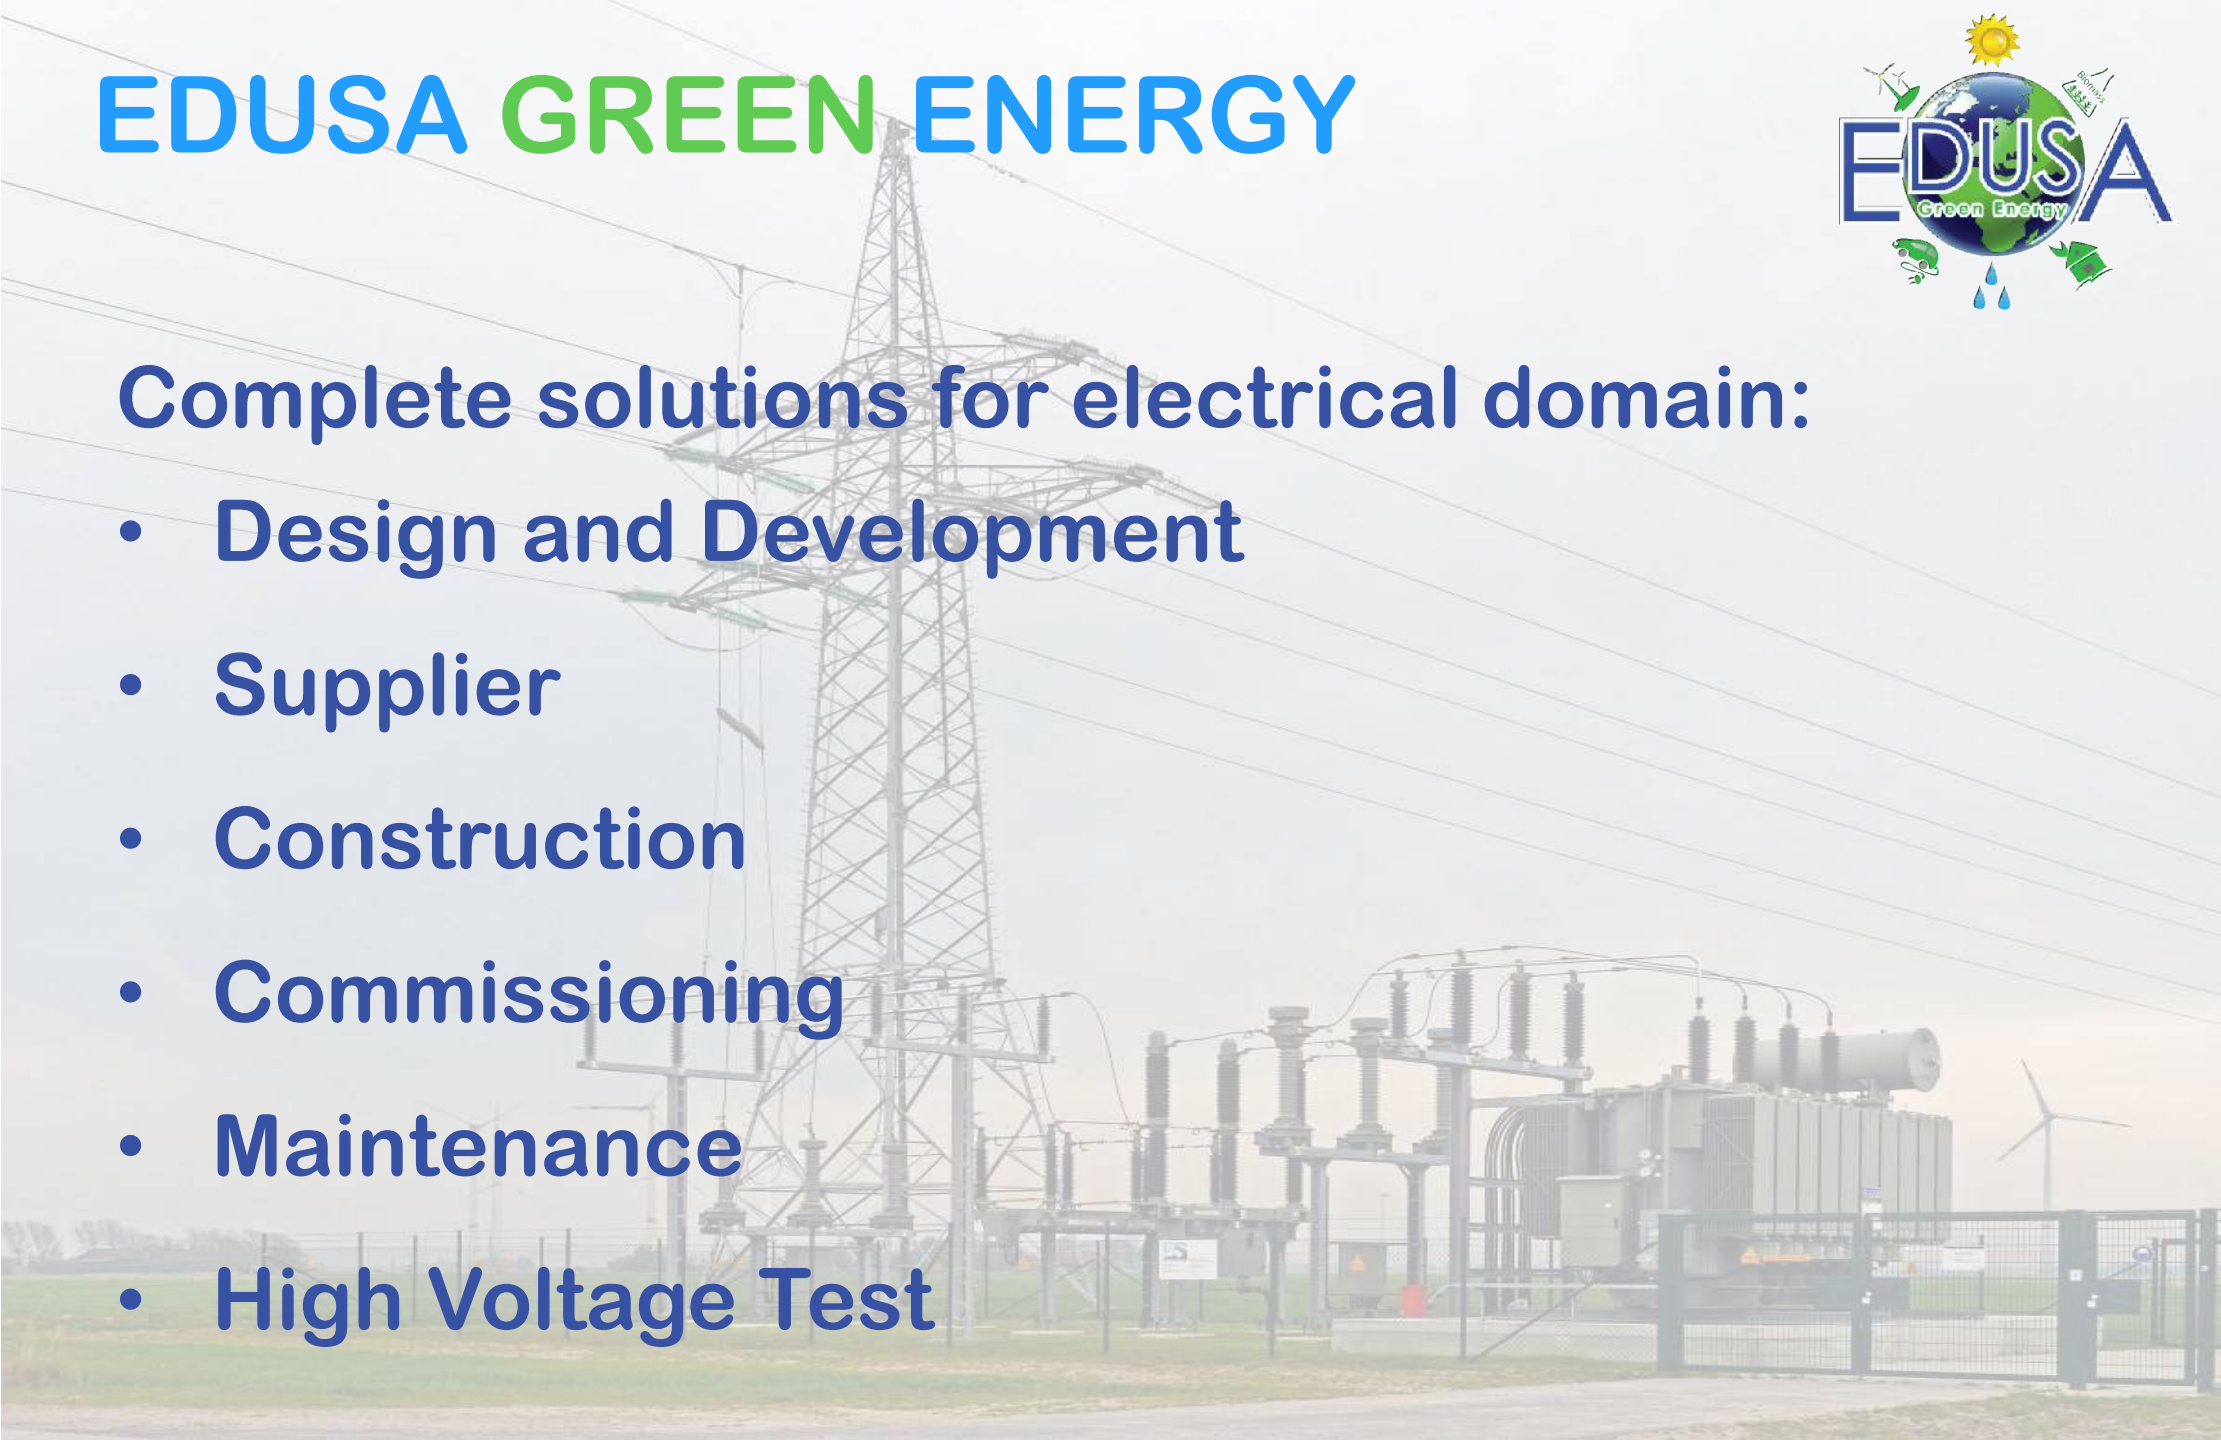 EDUSA GREEN ENERGY
Biomass
EDUSA
Green Energy
Complete solutions for electrical domain:
• Design and Development
• Supplier
• Construction
• Commissioning
• Maintenance
• High Voltage Test